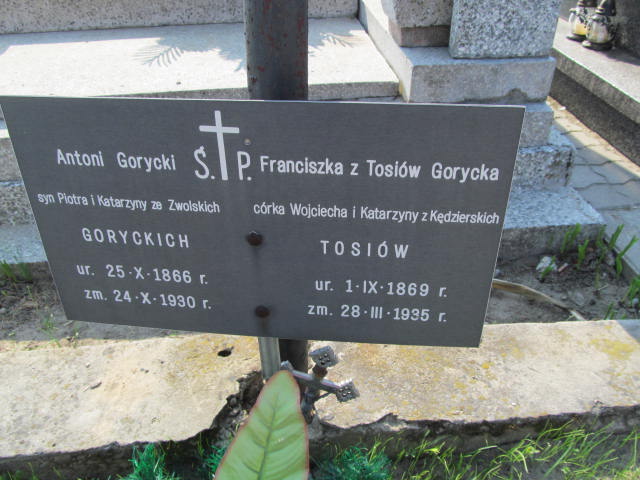 Ś. P.
Antoni Gorycki
syn Piotra i Katarzyny ze Zwolskich
GORYCKICH
ur. 25·X·1866 r.
zm. 24·X·1930 r.
Franciszka z Tosiów Gorycka
córka Wojciecha i Katarzyny z Kędzierskich
TOSIÓW
ur. 1·IX·1869 r.
zm. 28·III·1935 r.